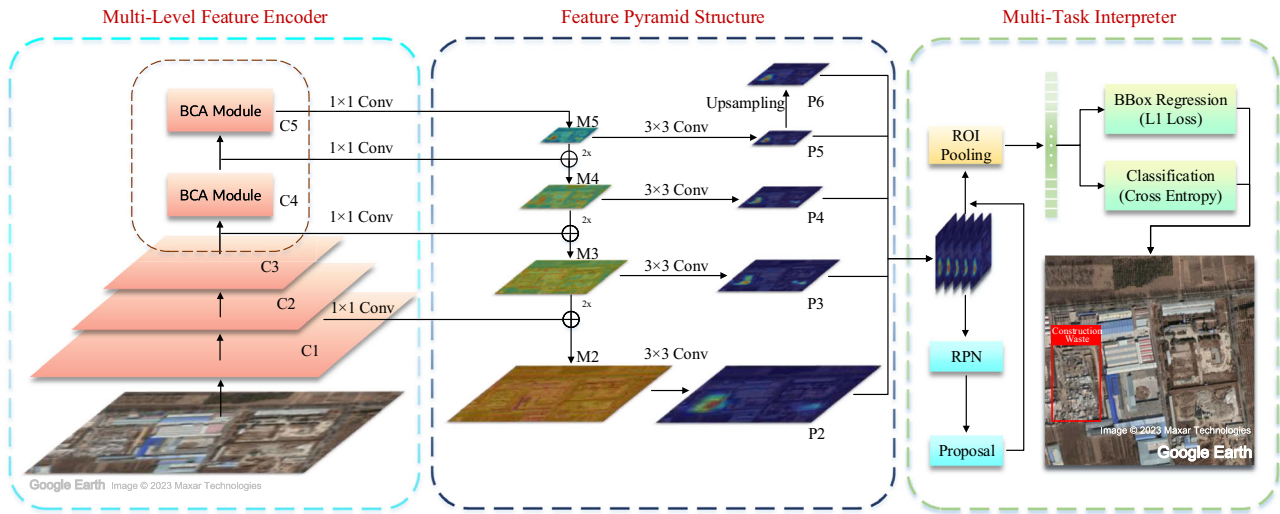 Multi-Level Feature Encoder
Feature Pyramid Structure
Multi-Task Interpreter
BCA Module
C5
1×1 Conv
1×1 Conv
BCA Module
C4
1×1 Conv
C3
C2
1×1 Conv
C1
Google Earth Image © 2023 Maxar Technologies
M5
2x
M4
2x
M3
2x
M2
3×3 Conv
3×3 Conv
3×3 Conv
3×3 Conv
Upsampling
P6
P5
P4
P3
P2
ROI
Pooling
RPN
Proposal
BBox Regression
(L1 Loss)
Classification
(Cross Entropy)
Construction
Waste
Image © 2023 Maxar Technologies
Google Earth